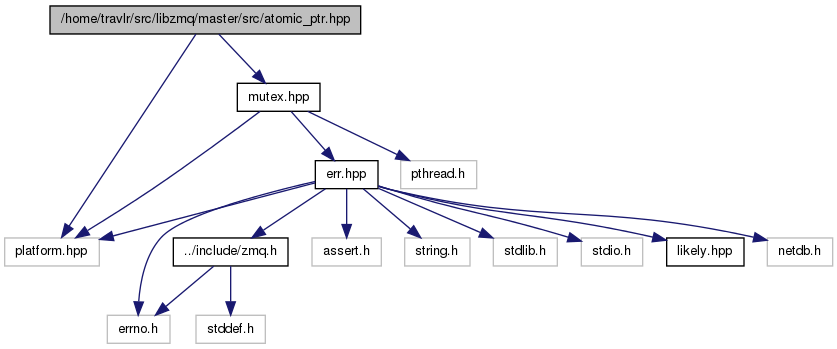 /home/travlr/src/libzmq/master/src/atomic_ptr.hpp
mutex.hpp
err.hpp
pthread.h
platform.hpp
../include/zmq.h
assert.h
string.h
stdlib.h
stdio.h
likely.hpp
netdb.h
errno.h
stddef.h